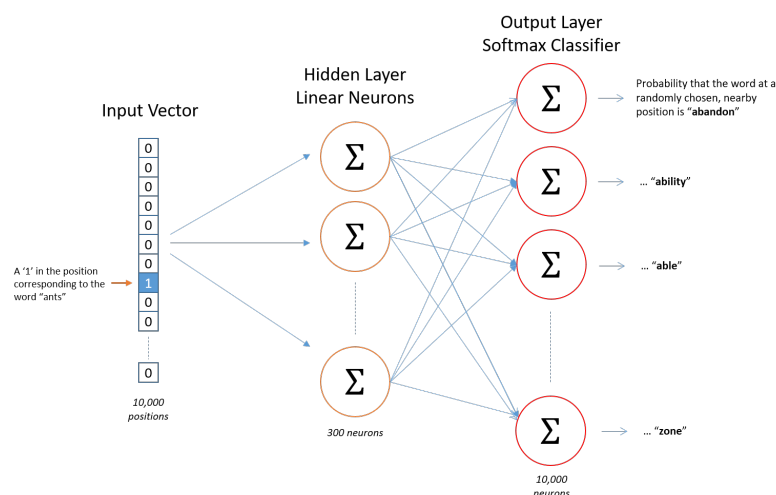 Output Layer
Softmax Classifier
Hidden Layer
Linear Neurons
Input Vector
0
0
0
0
0
0
0
1
0
0
0
A ‘1’ in the position
corresponding to the
word “ants”
10,000
positions
Σ
Σ
Σ
300 neurons
Σ
Σ
Σ
Σ
10,000
neurons
Probability that the word at a
randomly chosen, nearby
position is “abandon”
… “ability”
… “able”
… “zone”